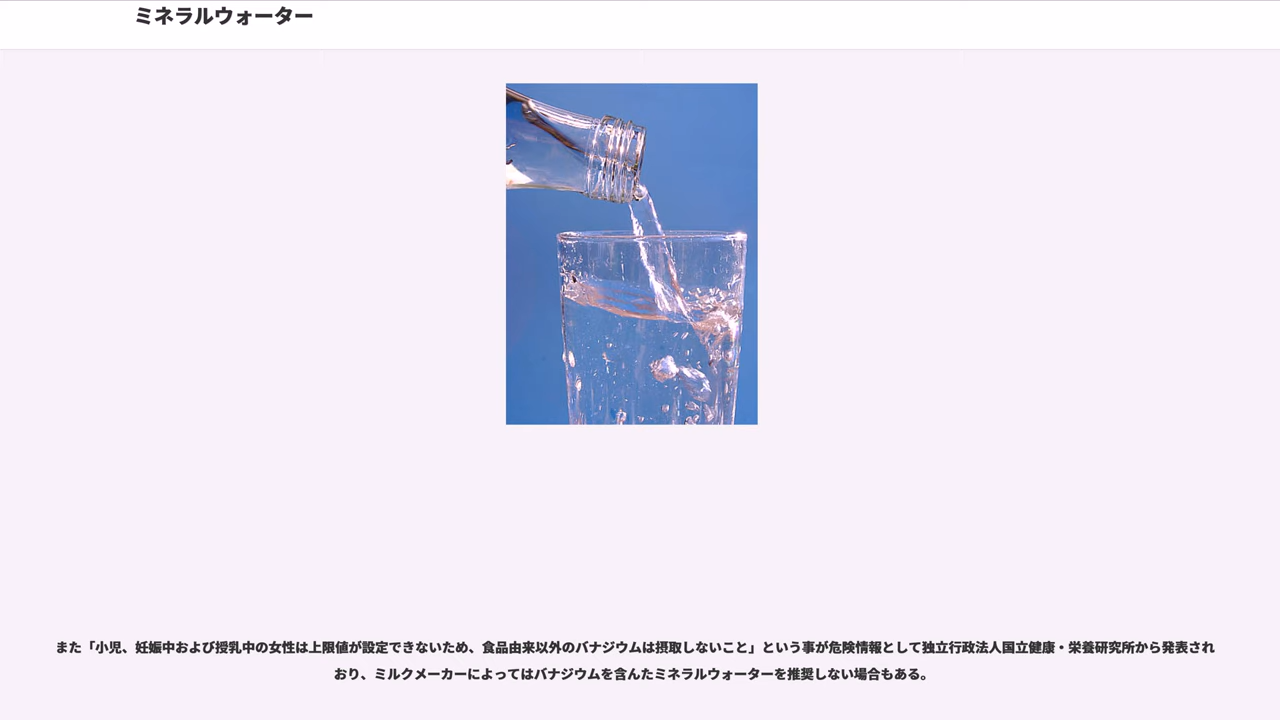 ミネラルウォーター
また「小児、妊娠中および授乳中の女性は上限値が設定できないため、食品由来以外のバナジウムは摂取しないこと」という事が危険情報として独立行政法人国立健康・栄養研究所から発表され
おり、ミルクメーカーによってはバナジウムを含んだミネラルウォーターを推奨しない場合もある。